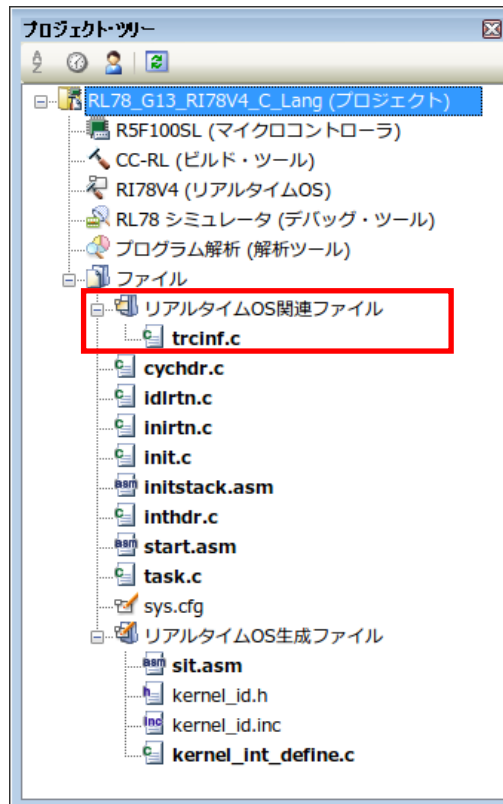 プロジェクト・ツリー
RL78_G13_RI78V4_C_Lang (プロジェクト)
R5F100SL (マイクロコントローラ)
CC-RL (ビルド・ツール)
RI78V4 (リアルタイムOS)
RL78 シミュレータ (デバッグ・ツール)
プログラム解析 (解析ツール)
ファイル
リアルタイムOS関連ファイル
trcinf.c
cychdr.c
idlrtn.c
inirtn.c
init.c
initstack.asm
inthdr.c
start.asm
task.c
sys.cfg
リアルタイムOS生成ファイル
sit.asm
kernel_id.h
kernel_id.inc
kernel_int_define.c